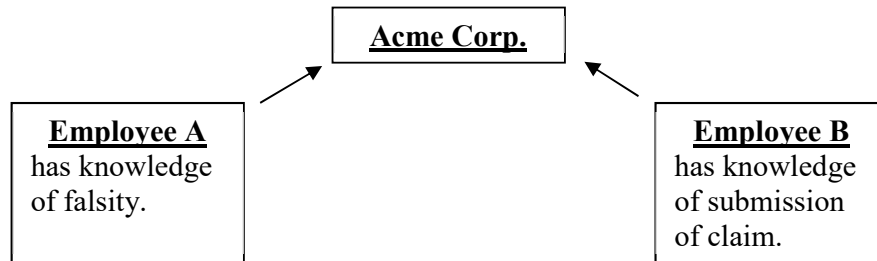 Acme Corp.
Employee A
has knowledge
of falsity.
Employee B
has knowledge
of submission
of claim.